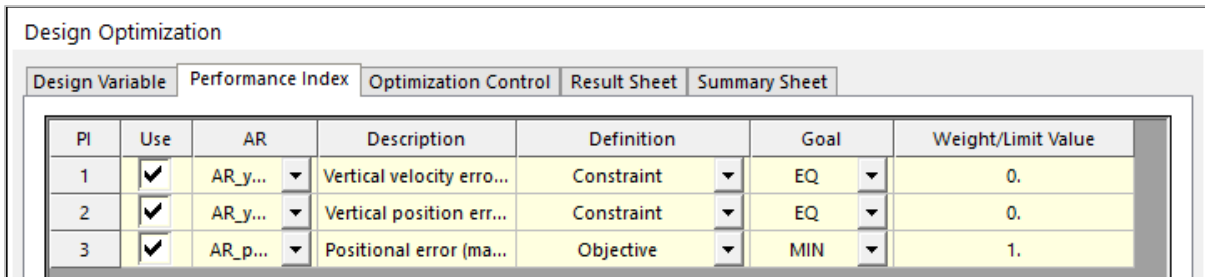 Design Optimization
Design Variable Performance Index Optimization Control Result Sheet Summary Sheet
PI Use AR Description Definition Goal Weight/Limit Value
1 AR_y... Vertical velocity erro... Constraint EQ 0.
2 AR_y... Vertical position err... Constraint EQ 0.
3 AR_p... Positional error (ma... Objective MIN 1.